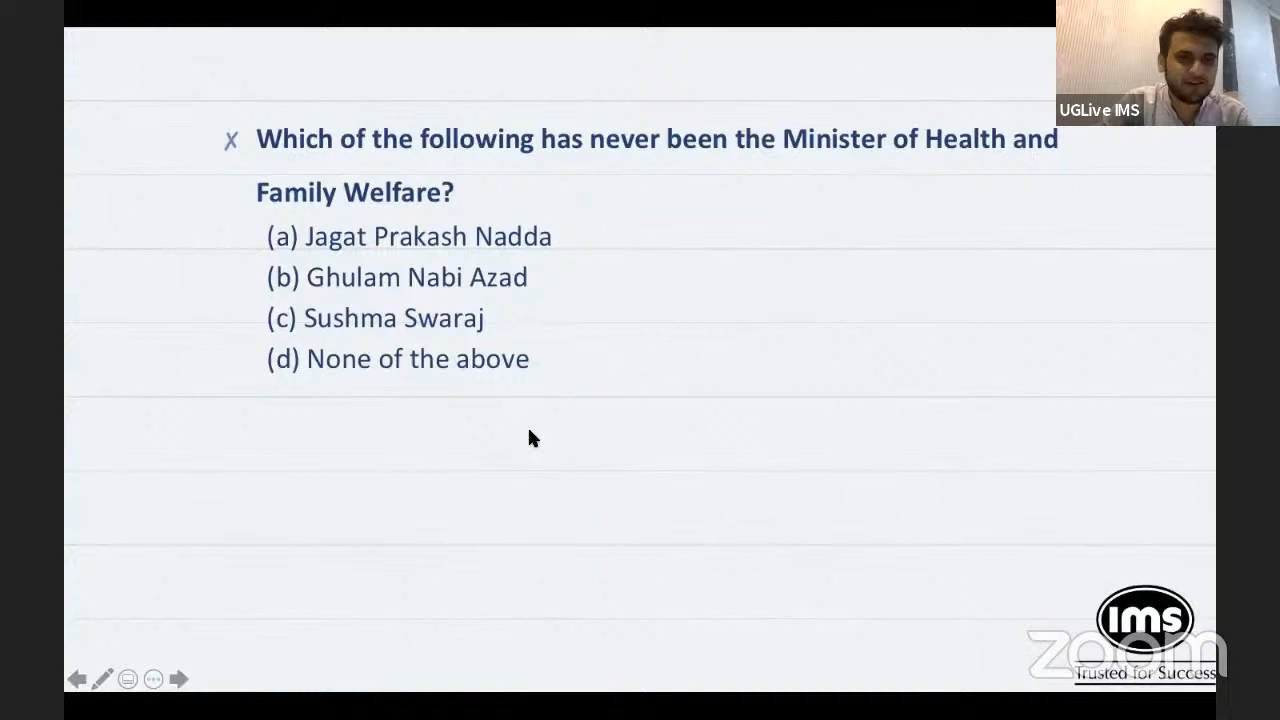 UGLive IMS
Which of the following has never been the Minister of Health and
Family Welfare?
(a) Jagat Prakash Nadda
(b) Ghulam Nabi Azad
(c) Sushma Swaraj
(d) None of the above
ims
zoom
Trusted for Success